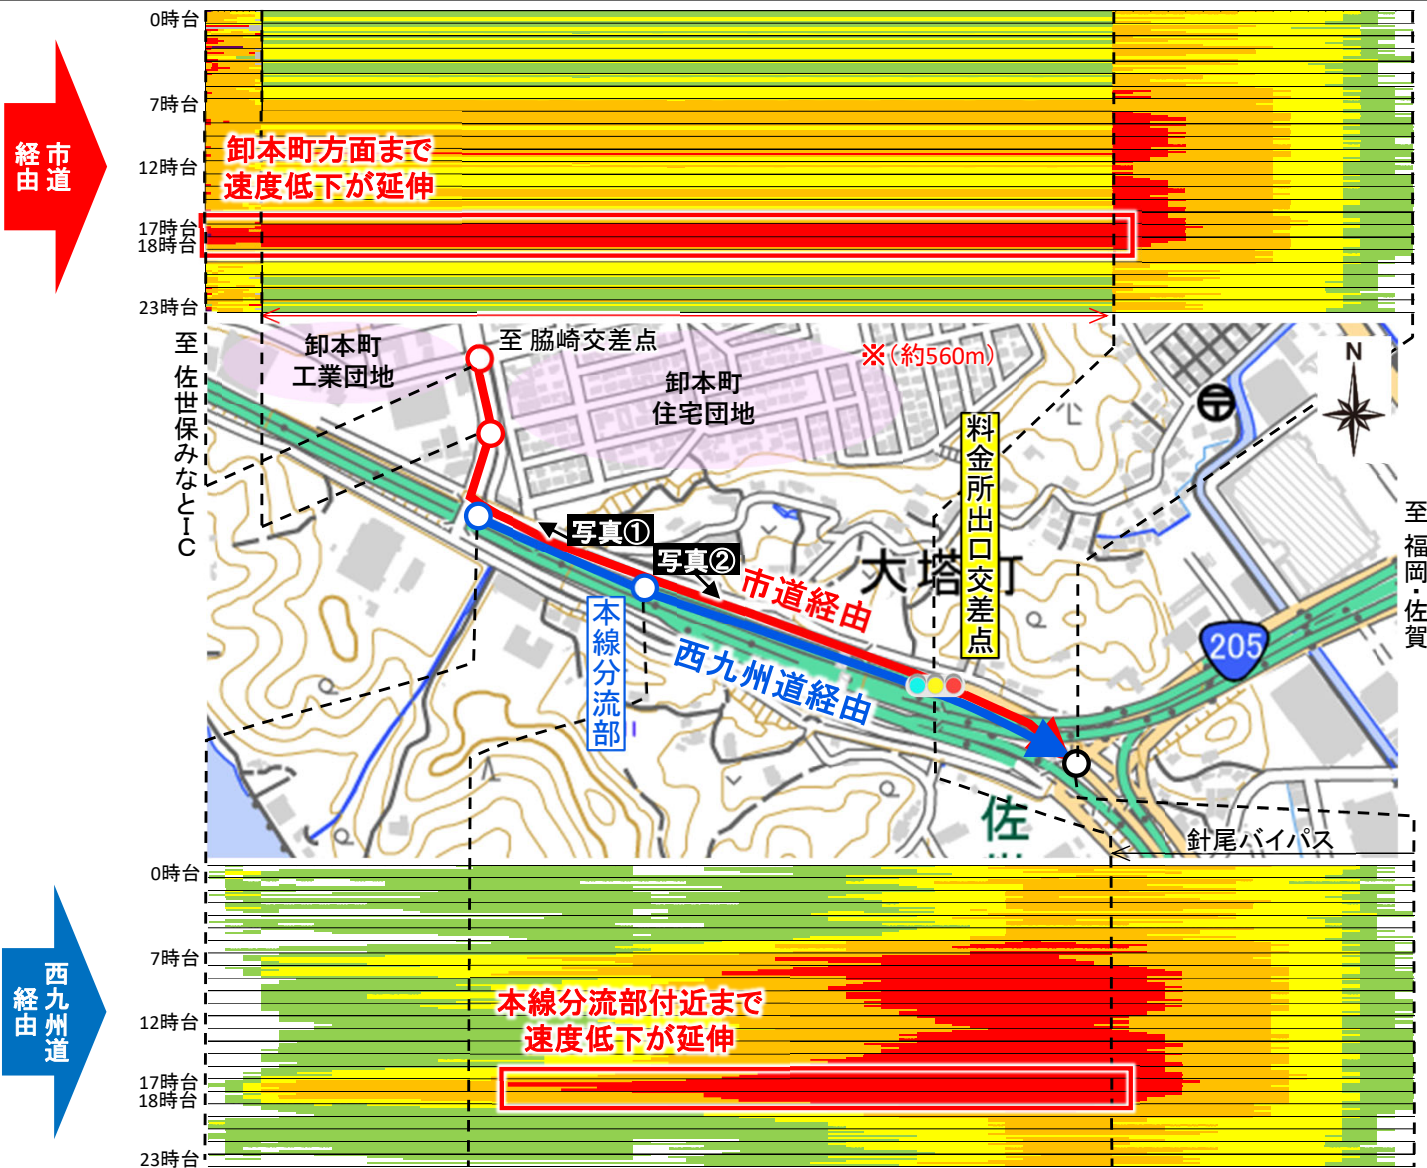 0時台
7時台
12時台
17時台
18時台
23時台
市道
経由
卸本町方面まで
速度低下が延伸
至 佐世保みなとIC
卸本町
工業団地
至 脇崎交差点
卸本町
住宅団地
※(約560m)
N
料金所出口交差点
写真①
写真②
大塔町
市道経由
西九州道経由
本線分流部
205
至 福岡・佐賀
佐
針尾バイパス
0時台
7時台
12時台
17時台
18時台
23時台
西九州道
経由
本線分流部付近まで
速度低下が延伸